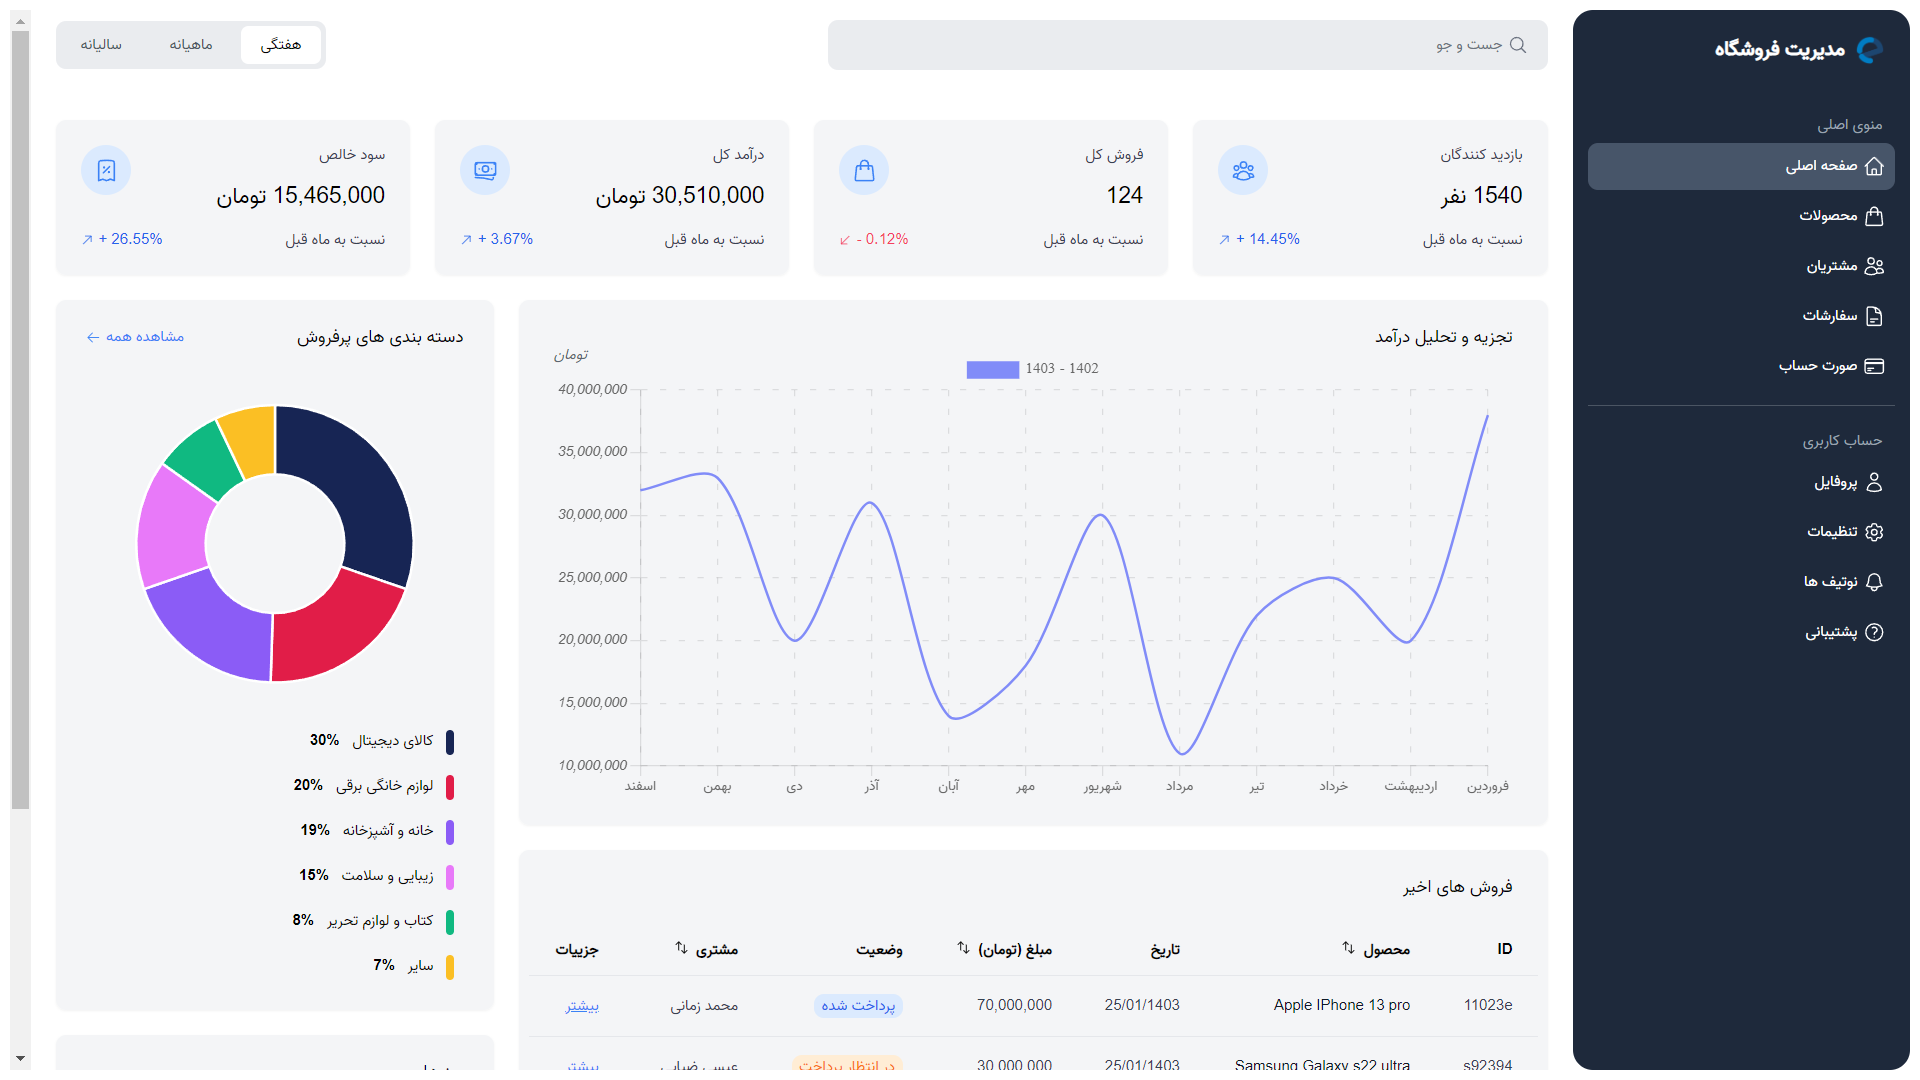 مدیریت فروشگاه
منوی اصلی
صفحه اصلی
محصولات
مشتریان
سفارشات
صورت حساب
حساب کاربری
پروفایل
تنظیمات
نوتیف ها
پشتیبانی
جست و جو
هفتگی
ماهیانه
سالیانه
بازدید کنندگان
1540 نفر
نسبت به ماه قبل
+ 14.45%
فروش کل
124
نسبت به ماه قبل
- 0.12%
درآمد کل
30,510,000 تومان
نسبت به ماه قبل
+ 3.67%
سود خالص
15,465,000 تومان
نسبت به ماه قبل
+ 26.55%
تجزیه و تحلیل درآمد
تومان
1403 - 1402
40,000,000
35,000,000
30,000,000
25,000,000
20,000,000
15,000,000
10,000,000
فروردین
اردیبهشت
خرداد
تیر
مرداد
شهریور
مهر
آبان
آذر
دی
بهمن
اسفند
دسته بندی های پرفروش
مشاهده همه
کالای دیجیتال 30%
لوازم خانگی برقی 20%
خانه و آشپزخانه 19%
زیبایی و سلامت 15%
کتاب و لوازم تحریر 8%
سایر 7%
فروش های اخیر
ID محصول تاریخ مبلغ (تومان) وضعیت مشتری جزییات
11023e Apple IPhone 13 pro 25/01/1403 70,000,000 پرداخت شده محمد زمانی بیشتر
s92394 Samsung Galaxy s22 ultra 25/01/1403 30,000,000 در انتظار پرداخت عیسی ضیایی بیشتر